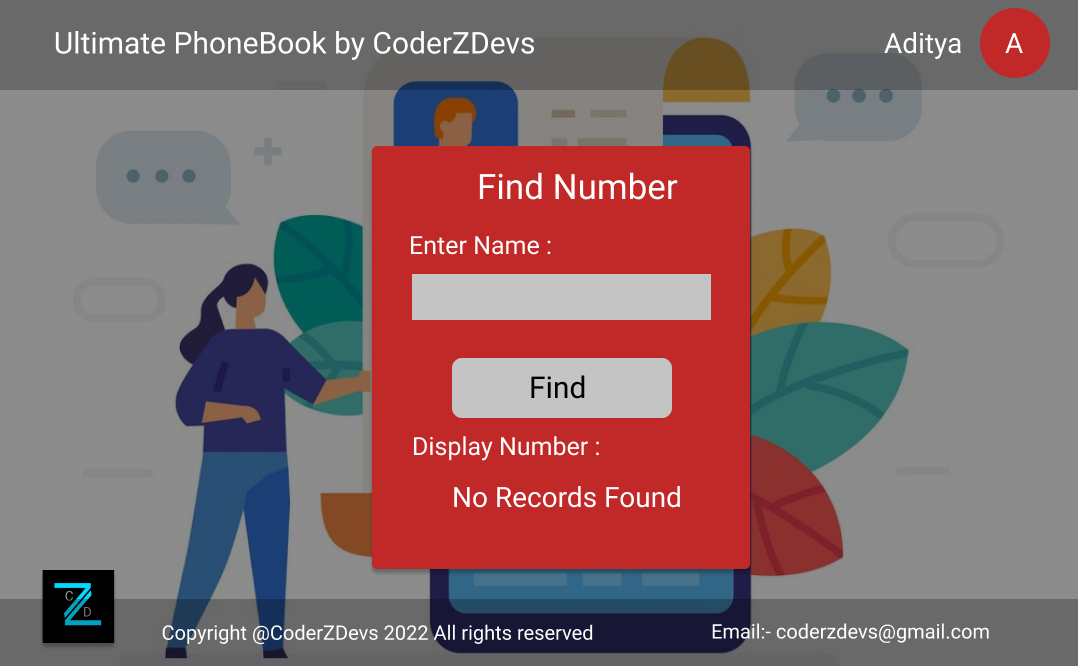 Ultimate PhoneBook by CoderZDevs
Aditya
A
Find Number
Enter Name :
Find
Display Number :
No Records Found
C
Z
D
Copyright @CoderZDevs 2022 All rights reserved
Email:- coderzdevs@gmail.com